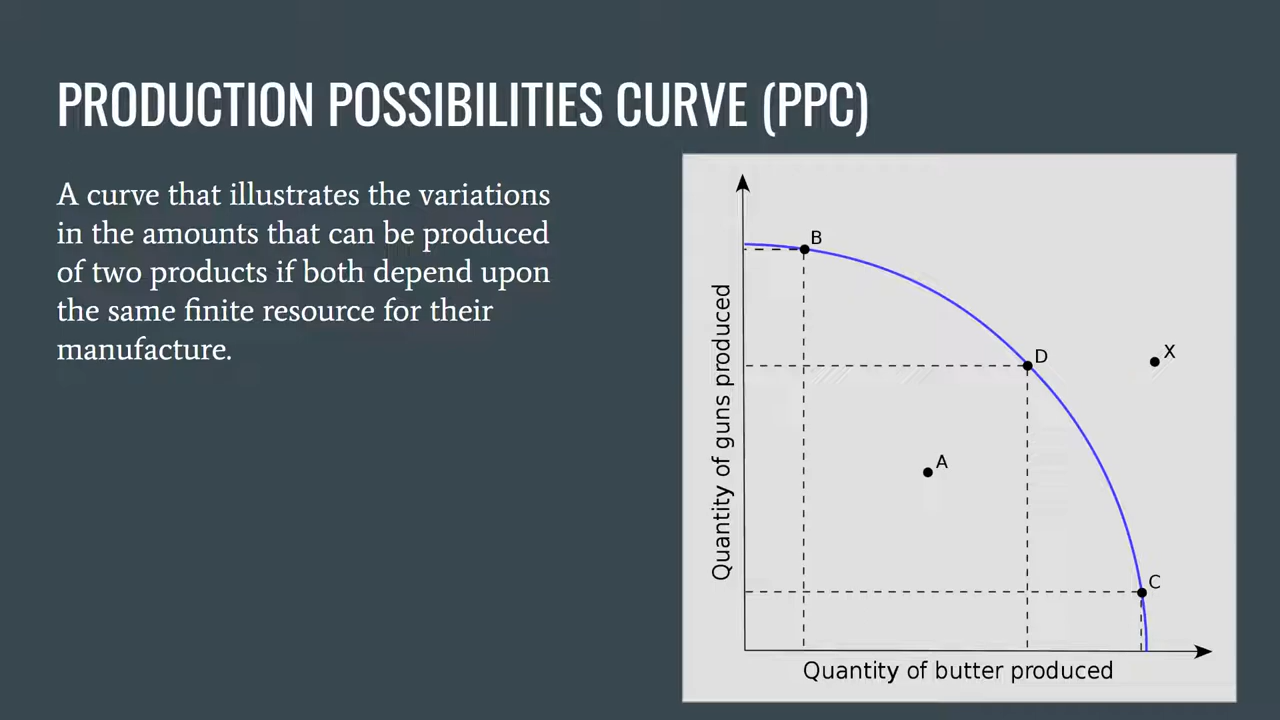 PRODUCTION POSSIBILITIES CURVE (PPC)
A curve that illustrates the variations
in the amounts that can be produced
of two products if both depend upon
the same finite resource for their
manufacture.
Quantity of guns produced
B
D
X
A
C
Quantity of butter produced